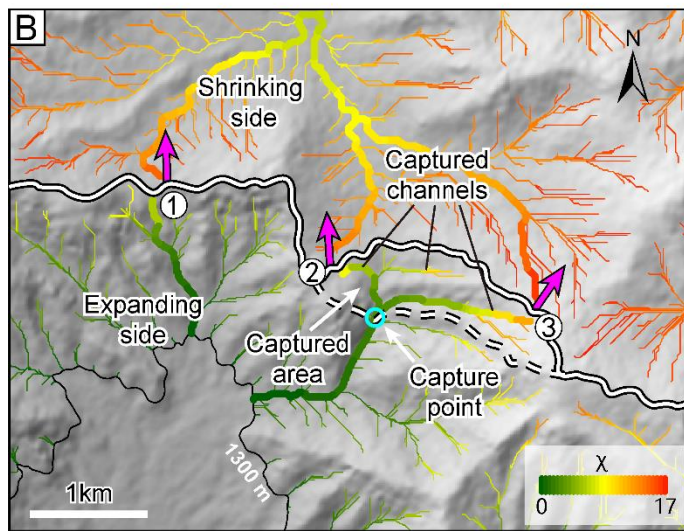 B
N
Shrinking
side
Captured
channels
1
2
Expanding
side
3
Captured
area
Capture
point
1300 m
1km
χ
0 17